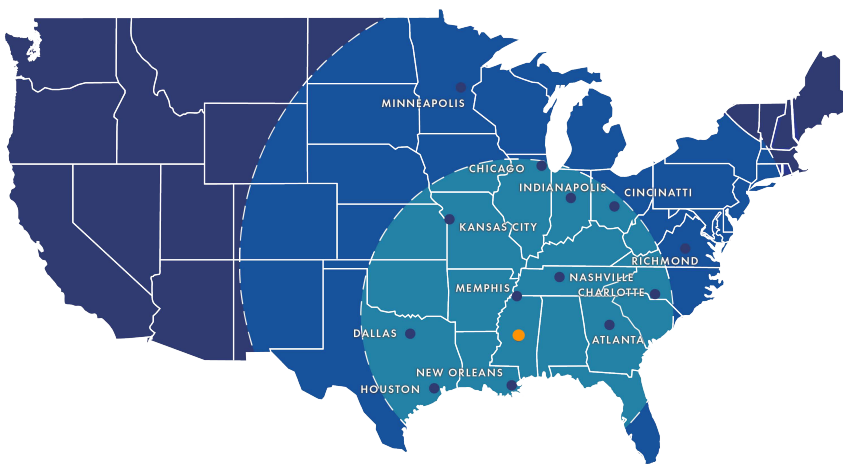 MINNEAPOLIS
CHICAGO
INDIANAPOLIS
CINCINATTI
KANSAS CITY
RICHMOND
NASHVILLE
MEMPHIS
CHARLOTTE
DALLAS
ATLANTA
NEW ORLEANS
HOUSTON